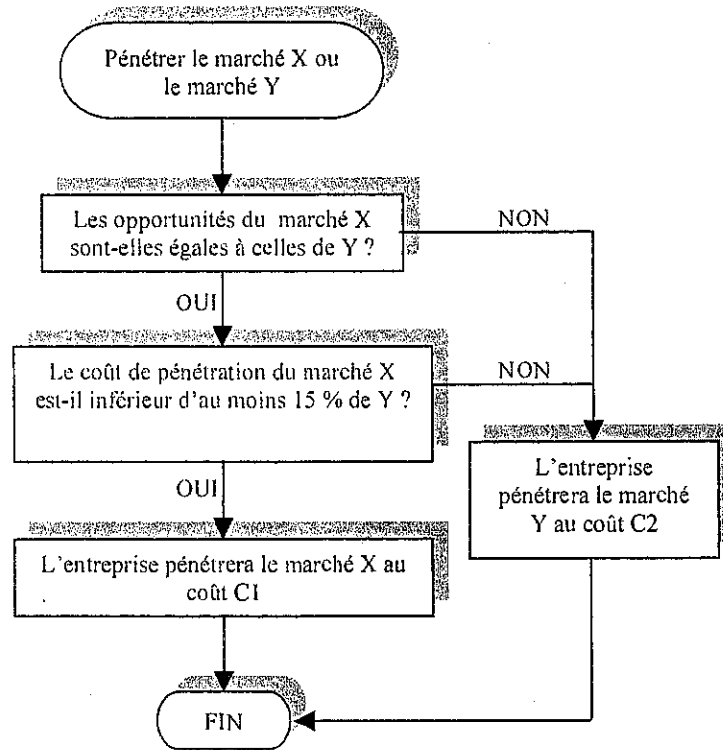 Pénétrer le marché X ou
le marché Y
Les opportunités du marché X
sont-elles égales à celles de Y ?
NON
OUI
Le coût de pénétration du marché X
est-il inférieur d'au moins 15 % de Y ?
NON
OUI
L'entreprise
pénétrera le marché
Y au coût C2
L'entreprise pénétrera le marché X au
coût C1
FIN